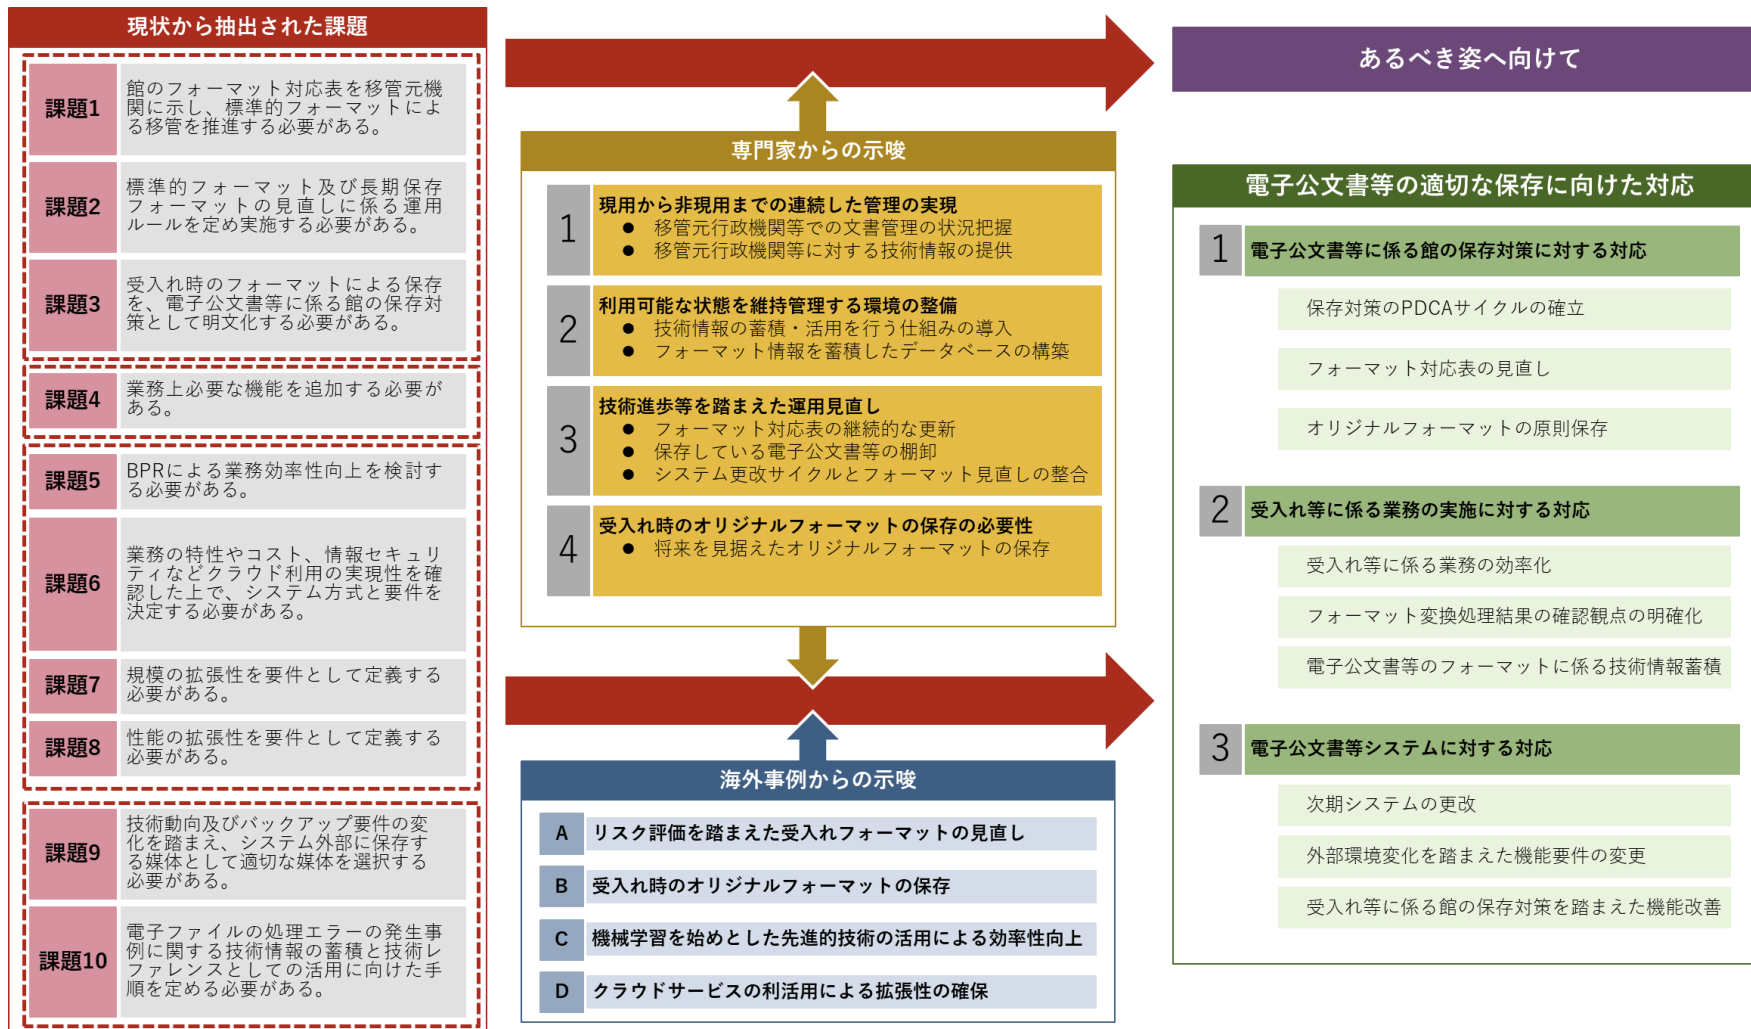 現状から抽出された課題
課題1
館のフォーマット対応表を移管元機
関に示し、標準的フォーマットによ
る移管を推進する必要がある。
課題2
標準的フォーマット及び長期保存
フォーマットの見直しに係る運用
ルールを定め実施する必要がある。
課題3
受入れ時のフォーマットによる保存
を、電子公文書等に係る館の保存対
策として明文化する必要がある。
課題4
業務上必要な機能を追加する必要が
ある。
課題5
BPRによる業務効率性向上を検討す
る必要がある。
課題6
業務の特性やコスト、情報セキュリ
ティなどクラウド利用の実現性を確
認した上で、システム方式と要件を
決定する必要がある。
課題7
規模の拡張性を要件として定義する
必要がある。
課題8
性能の拡張性を要件として定義する
必要がある。
課題9
技術動向及びバックアップ要件の変
化を踏まえ、システム外部に保存す
る媒体として適切な媒体を選択する
必要がある。
課題10
電子ファイルの処理エラーの発生事
例に関する技術情報の蓄積と技術レ
ファレンスとしての活用に向けた手
順を定める必要がある。
専門家からの示唆
1
現用から非現用までの連続した管理の実現
● 移管元行政機関等での文書管理の状況把握
● 移管元行政機関等に対する技術情報の提供
2
利用可能な状態を維持管理する環境の整備
● 技術情報の蓄積・活用を行う仕組みの導入
● フォーマット情報を蓄積したデータベースの構築
3
技術進歩等を踏まえた運用見直し
● フォーマット対応表の継続的な更新
● 保存している電子公文書等の棚卸
● システム更改サイクルとフォーマット見直しの整合
4
受入れ時のオリジナルフォーマットの保存の必要性
● 将来を見据えたオリジナルフォーマットの保存
海外事例からの示唆
A リスク評価を踏まえた受入れフォーマットの見直し
B 受入れ時のオリジナルフォーマットの保存
C 機械学習を始めとした先進的技術の活用による効率性向上
D クラウドサービスの利活用による拡張性の確保
あるべき姿へ向けて
電子公文書等の適切な保存に向けた対応
1 電子公文書等に係る館の保存対策に対する対応
保存対策のPDCAサイクルの確立
フォーマット対応表の見直し
オリジナルフォーマットの原則保存
2 受入れ等に係る業務の実施に対する対応
受入れ等に係る業務の効率化
フォーマット変換処理結果の確認観点の明確化
電子公文書等のフォーマットに係る技術情報蓄積
3 電子公文書等システムに対する対応
次期システムの更改
外部環境変化を踏まえた機能要件の変更
受入れ等に係る館の保存対策を踏まえた機能改善